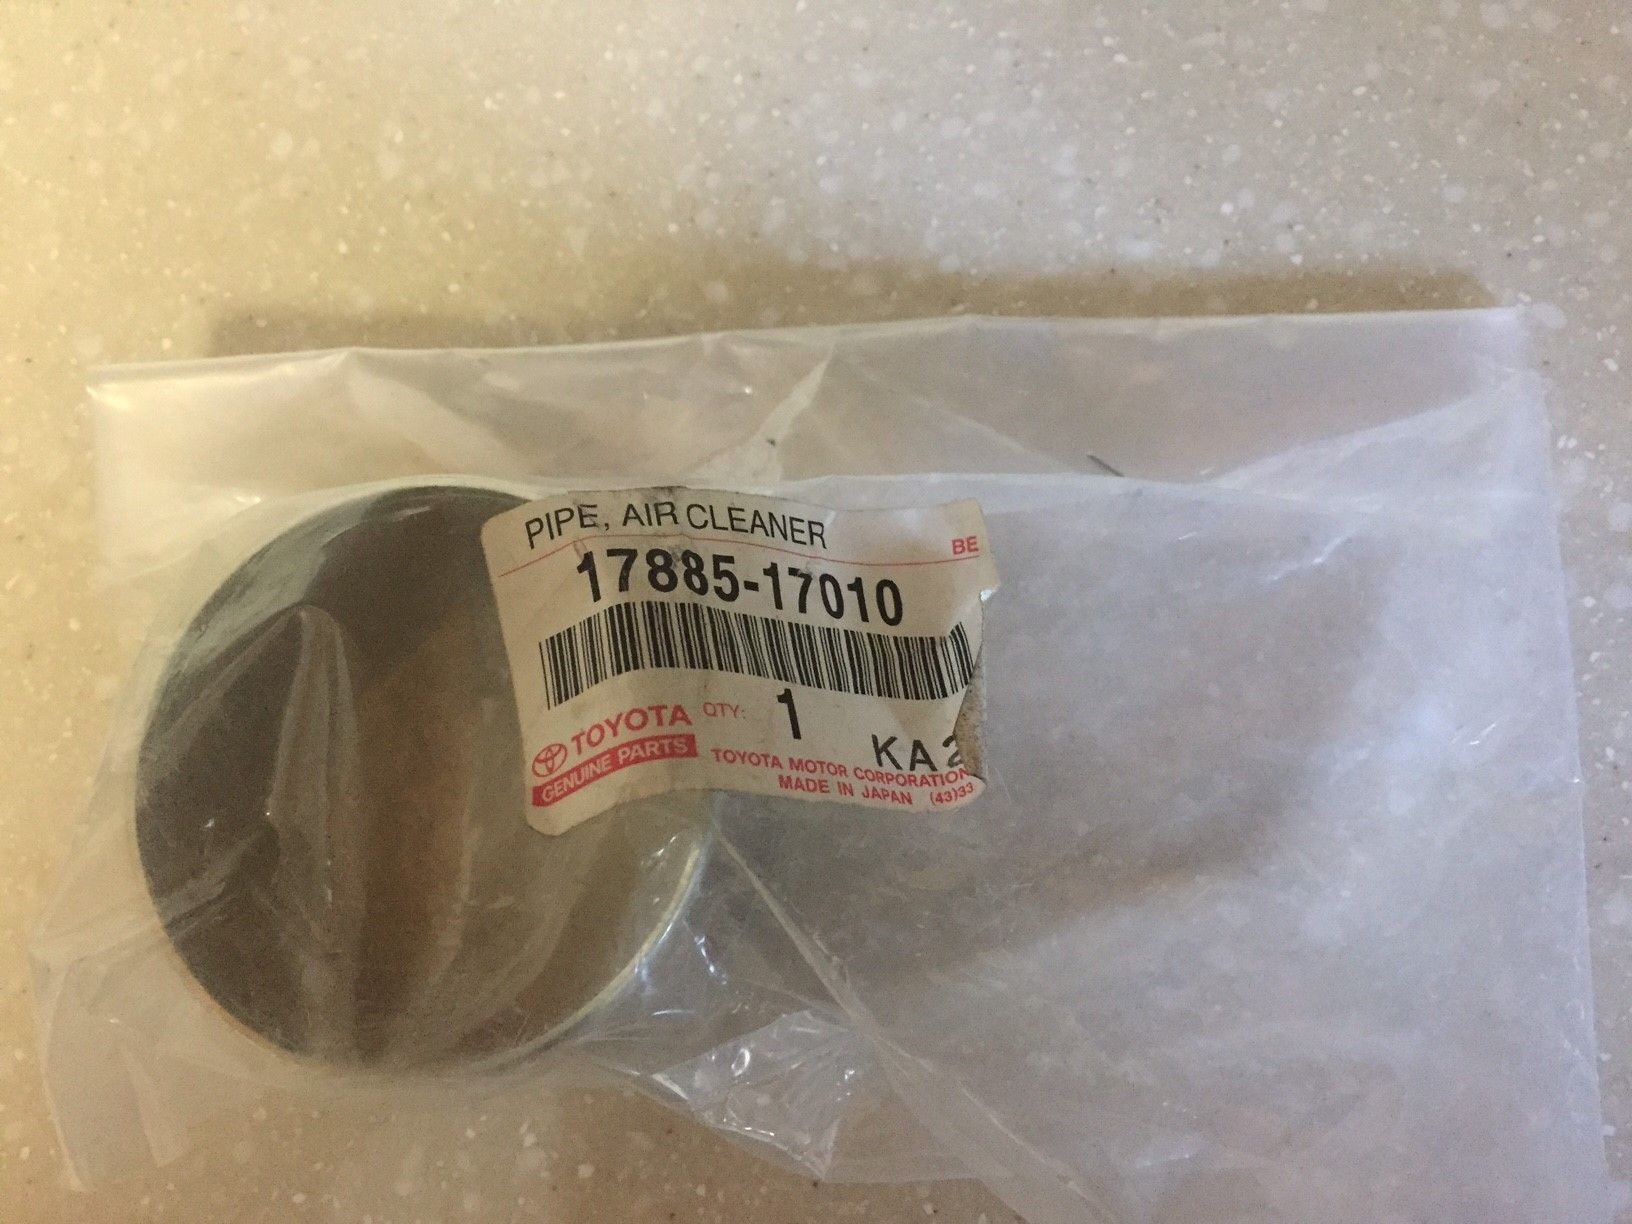 PIPE, AIR CLEANER
BE
17885-17010
QTY: 1
TOYOTA
GENUINE PARTS
KA2
TOYOTA MOTOR CORPORATION
MADE IN JAPAN (43)33